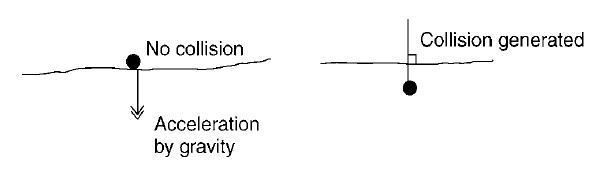 No collision
Acceleration
by gravity
Collision generated